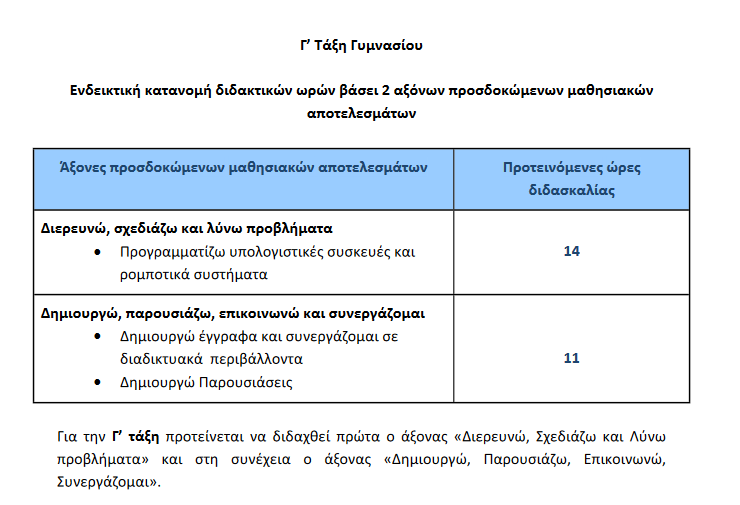 Γ’ Τάξη Γυμνασίου
Ενδεικτική κατανομή διδακτικών ωρών βάσει 2 αξόνων προσδοκώμενων μαθησιακών
αποτελεσμάτων
Άξονες προσδοκώμενων μαθησιακών αποτελεσμάτων
Προτεινόμενες ώρες
διδασκαλίας
Διερευνώ, σχεδιάζω και λύνω προβλήματα
• Προγραμματίζω υπολογιστικές συσκευές και
ρομποτικά συστήματα
14
Δημιουργώ, παρουσιάζω, επικοινωνώ και συνεργάζομαι
• Δημιουργώ έγγραφα και συνεργάζομαι σε
διαδικτυακά περιβάλλοντα
• Δημιουργώ Παρουσιάσεις
11
Για την Γ’ τάξη προτείνεται να διδαχθεί πρώτα ο άξονας «Διερευνώ, Σχεδιάζω και Λύνω
προβλήματα» και στη συνέχεια ο άξονας «Δημιουργώ, Παρουσιάζω, Επικοινωνώ,
Συνεργάζομαι».